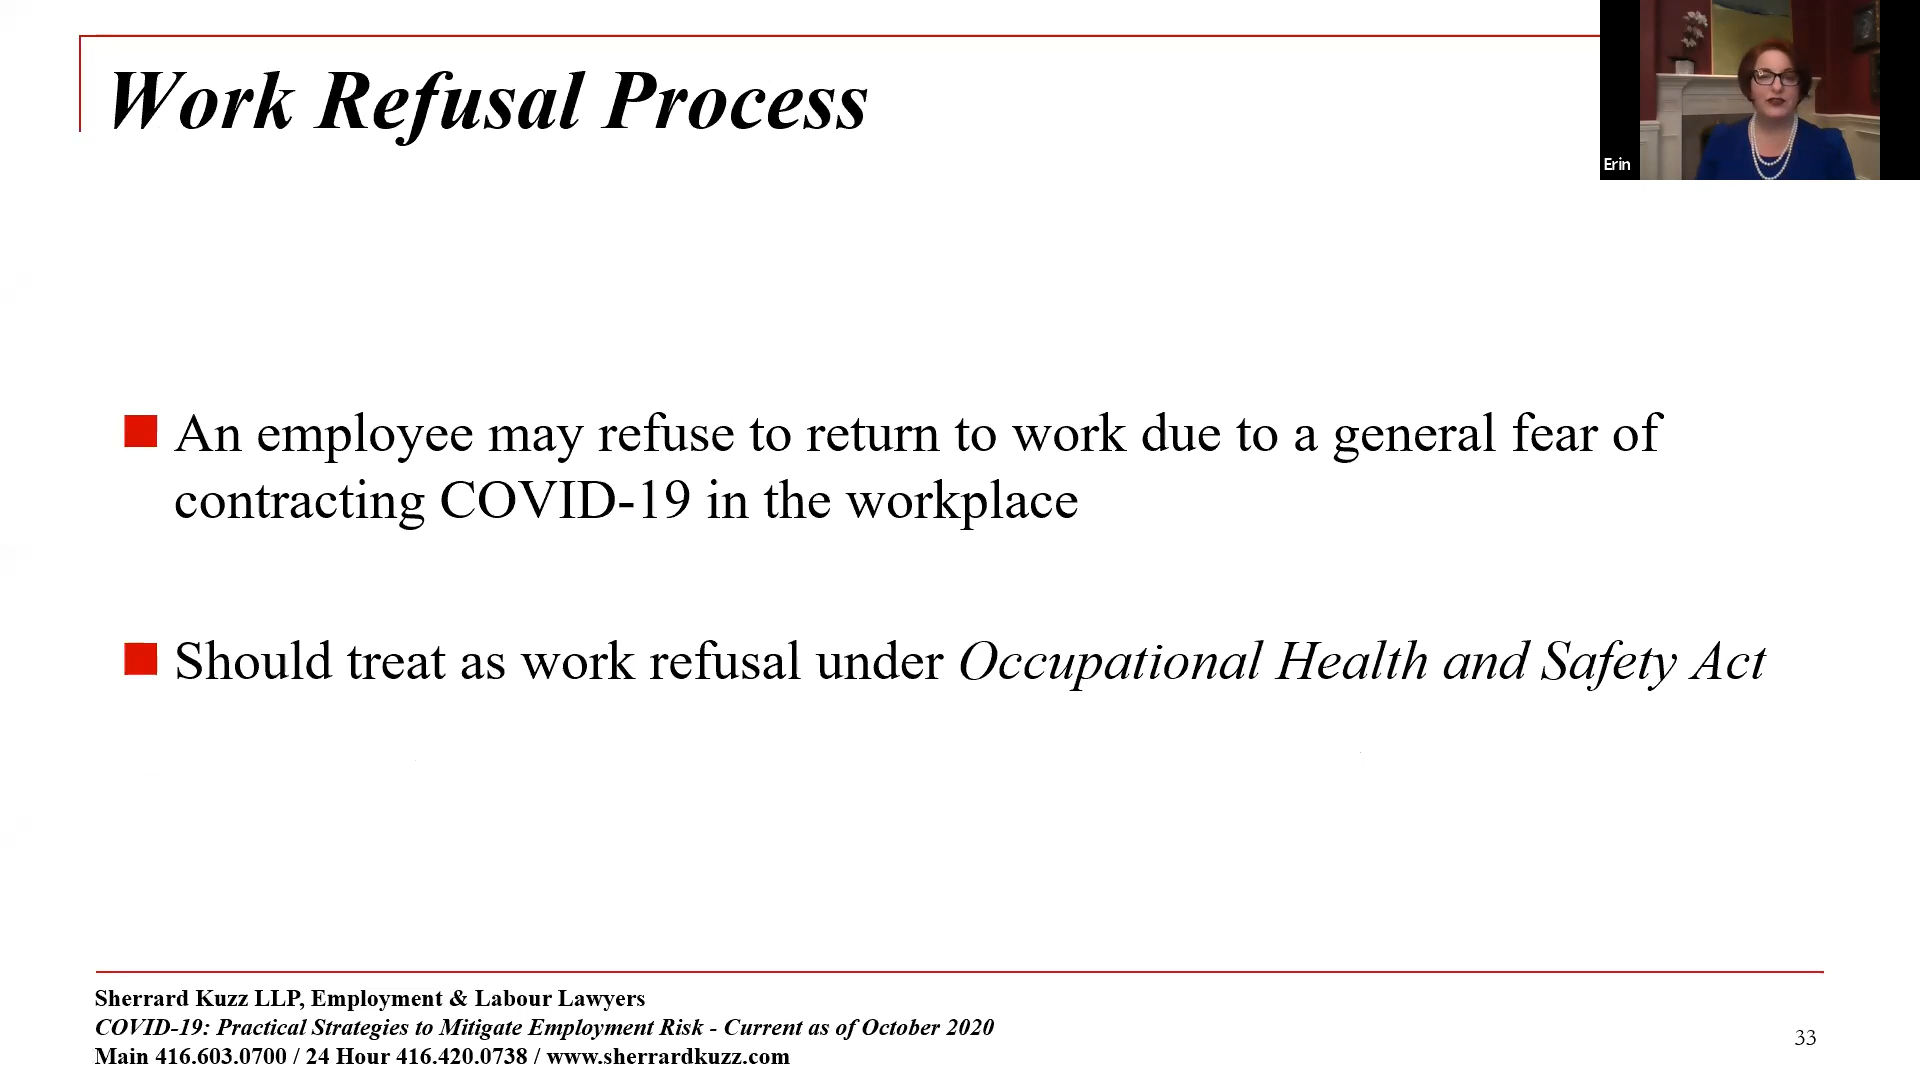 Work Refusal Process
Erin
An employee may refuse to return to work due to a general fear of
contracting COVID-19 in the workplace
Should treat as work refusal under Occupational Health and Safety Act
Sherrard Kuzz LLP, Employment & Labour Lawyers
COVID-19: Practical Strategies to Mitigate Employment Risk - Current as of October 2020
Main 416.603.0700 / 24 Hour 416.420.0738 / www.sherrardkuzz.com
33